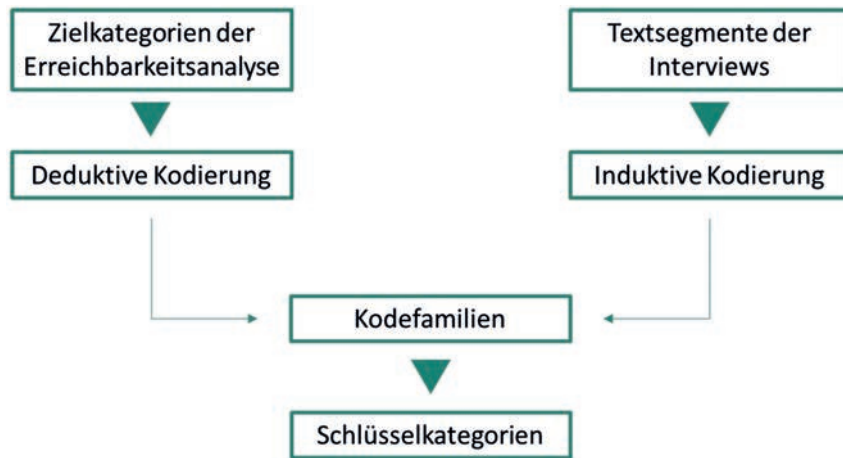 Zielkategorien der
Erreichbarkeitsanalyse
Textsegmente der
Interviews
Deduktive Kodierung
Induktive Kodierung
Kodefamilien
Schlüsselkategorien